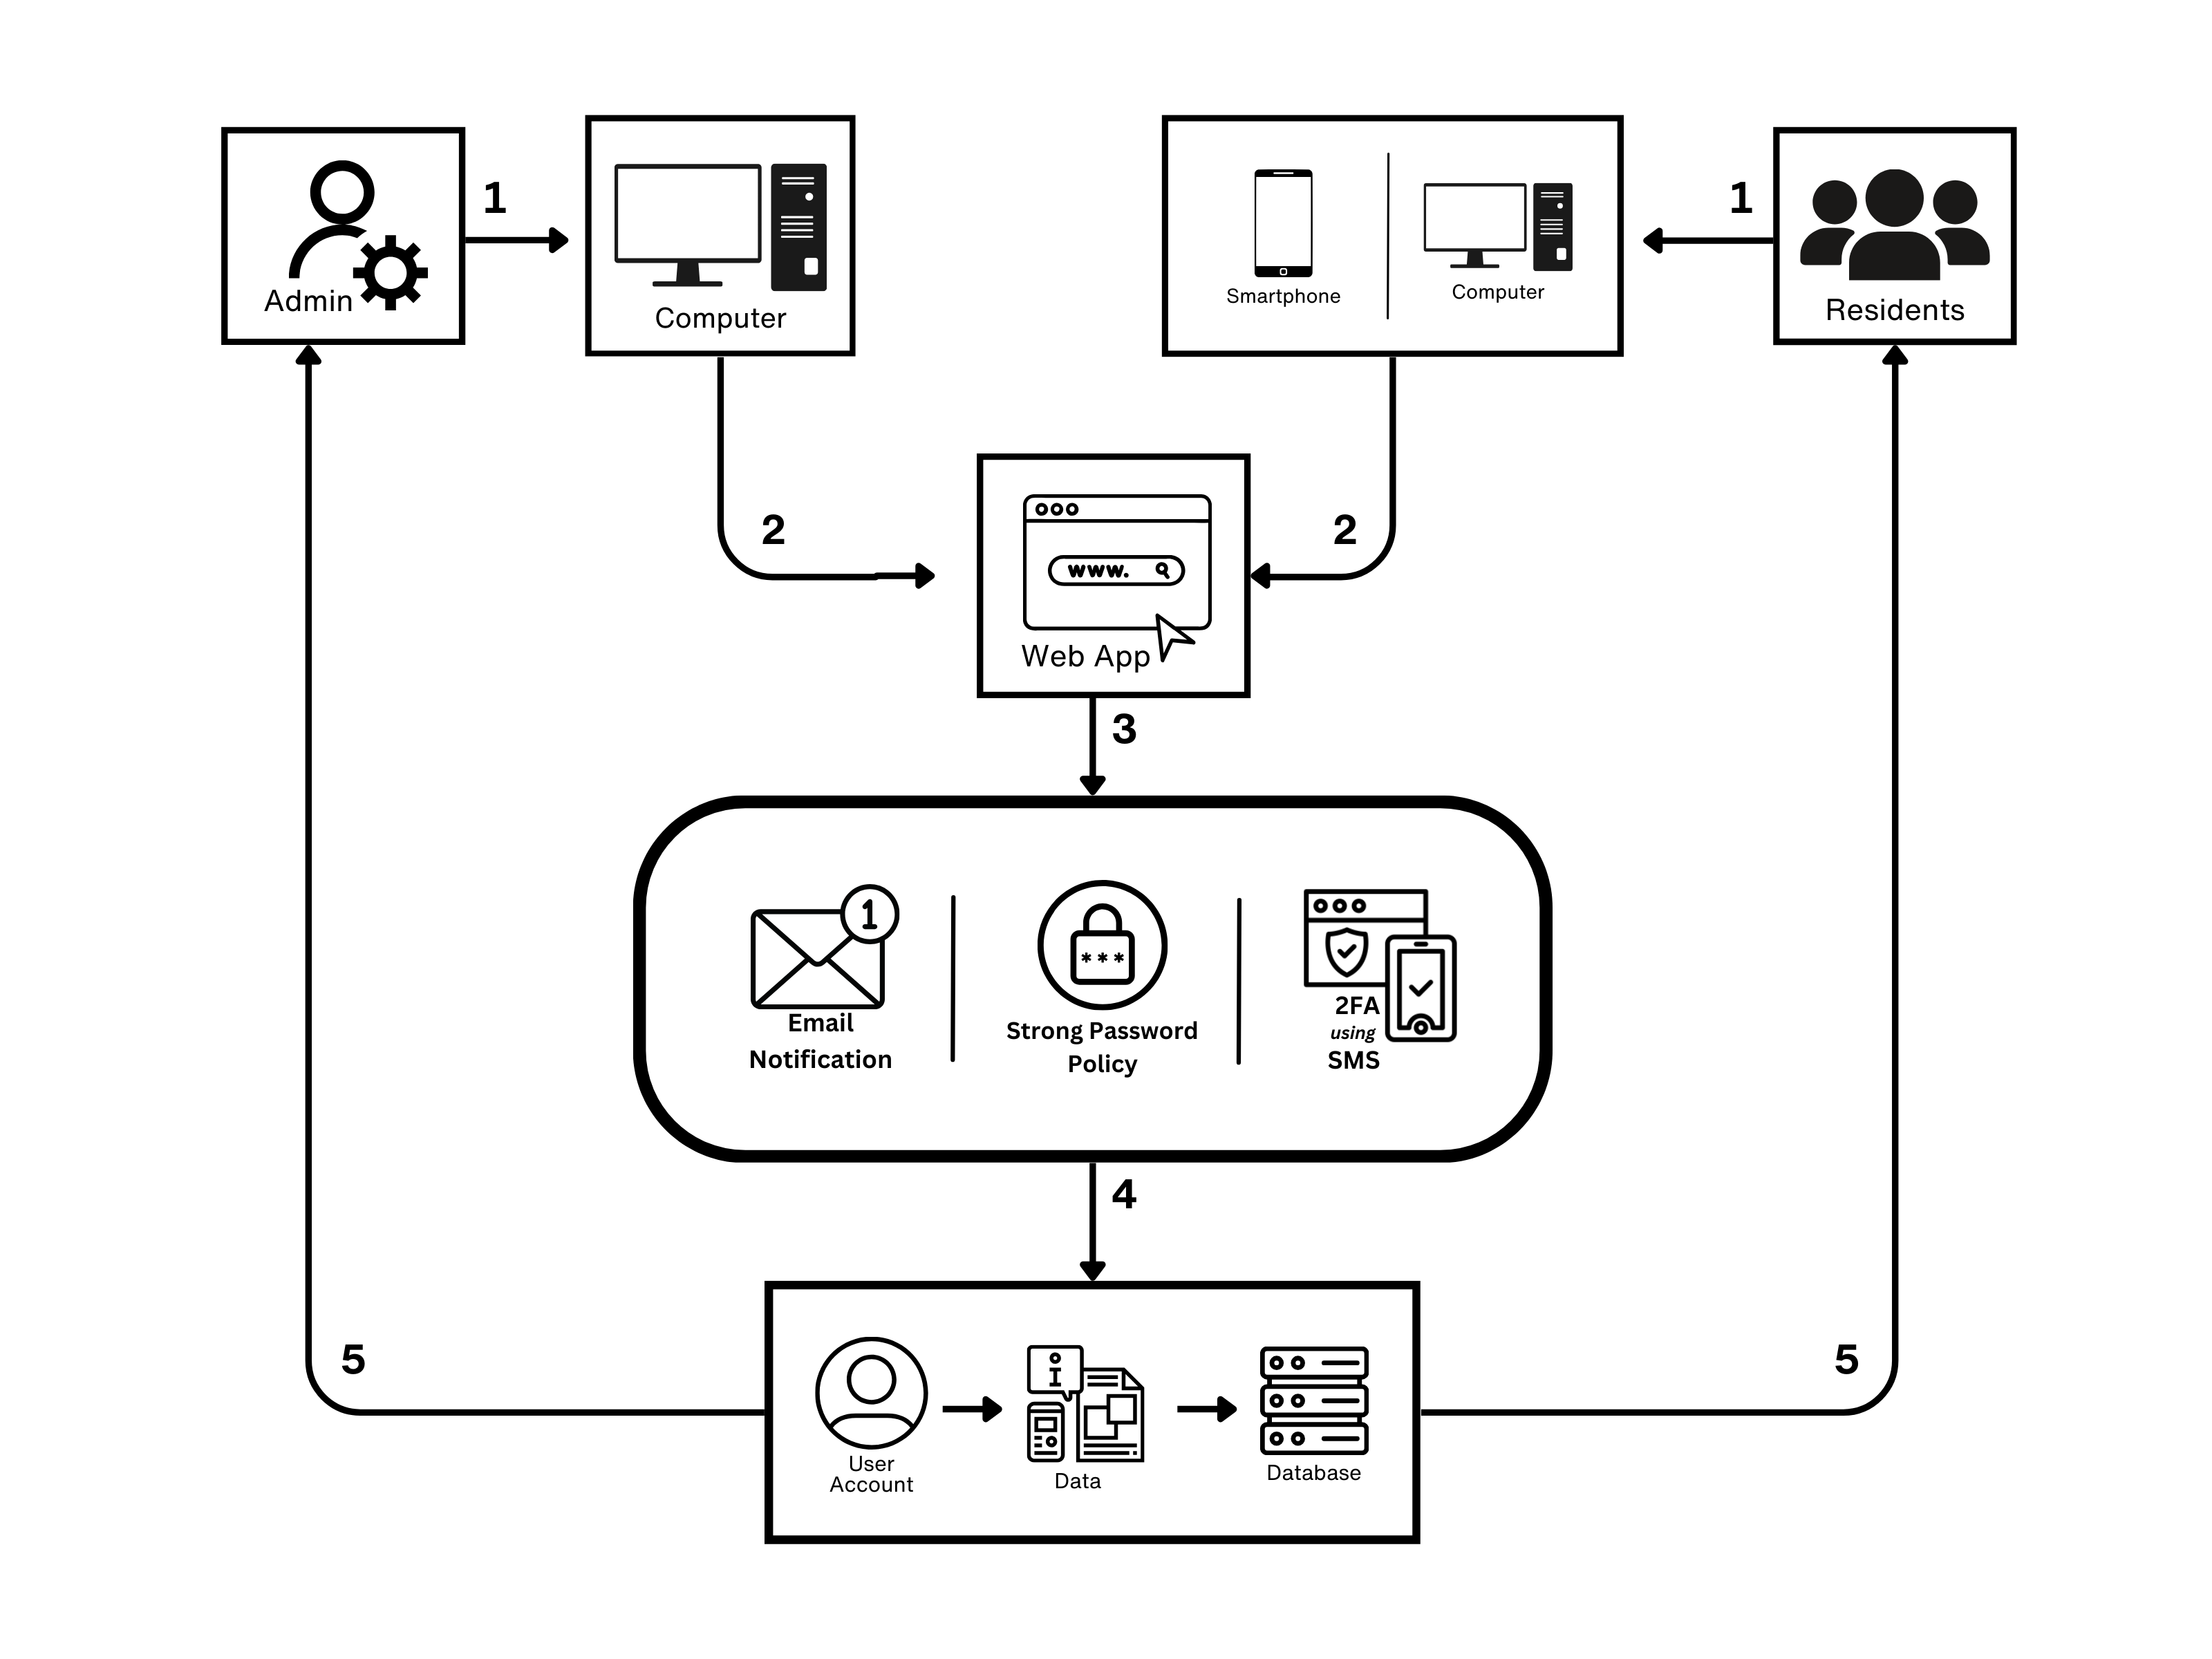 1
1
Admin
Computer
Smartphone
Computer
Residents
2
2
www.
Web App
3
1
Email
Notification
Strong Password
Policy
***
2FA
using
SMS
4
5
5
i
User
Account
Data
Database